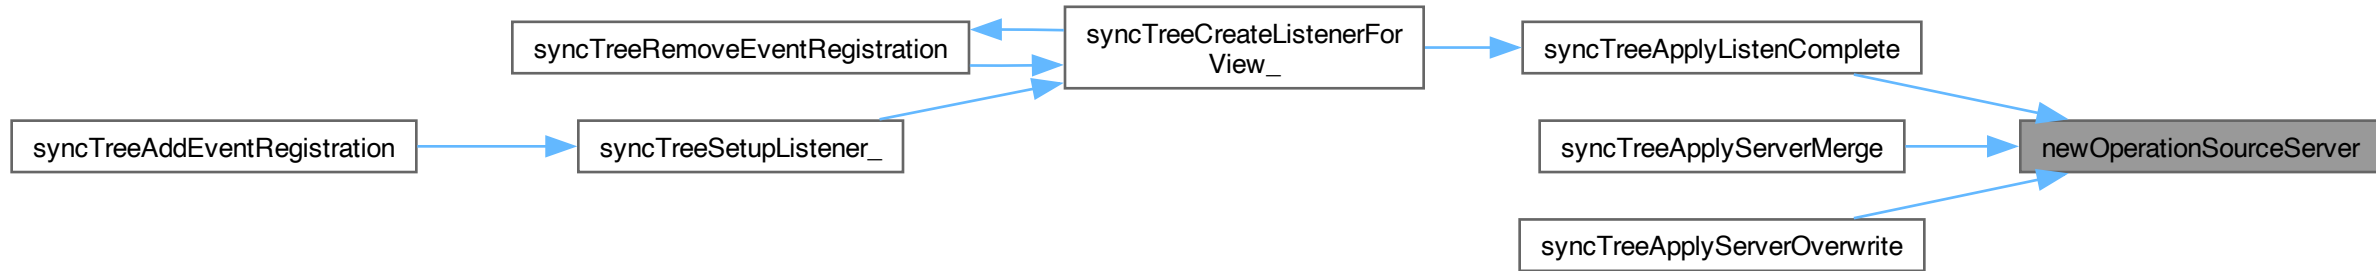 syncTreeRemoveEventRegistration
syncTreeCreateListenerFor
View_
syncTreeApplyListenComplete
syncTreeAddEventRegistration
syncTreeSetupListener_
syncTreeApplyServerMerge
newOperationSourceServer
syncTreeApplyServerOverwrite